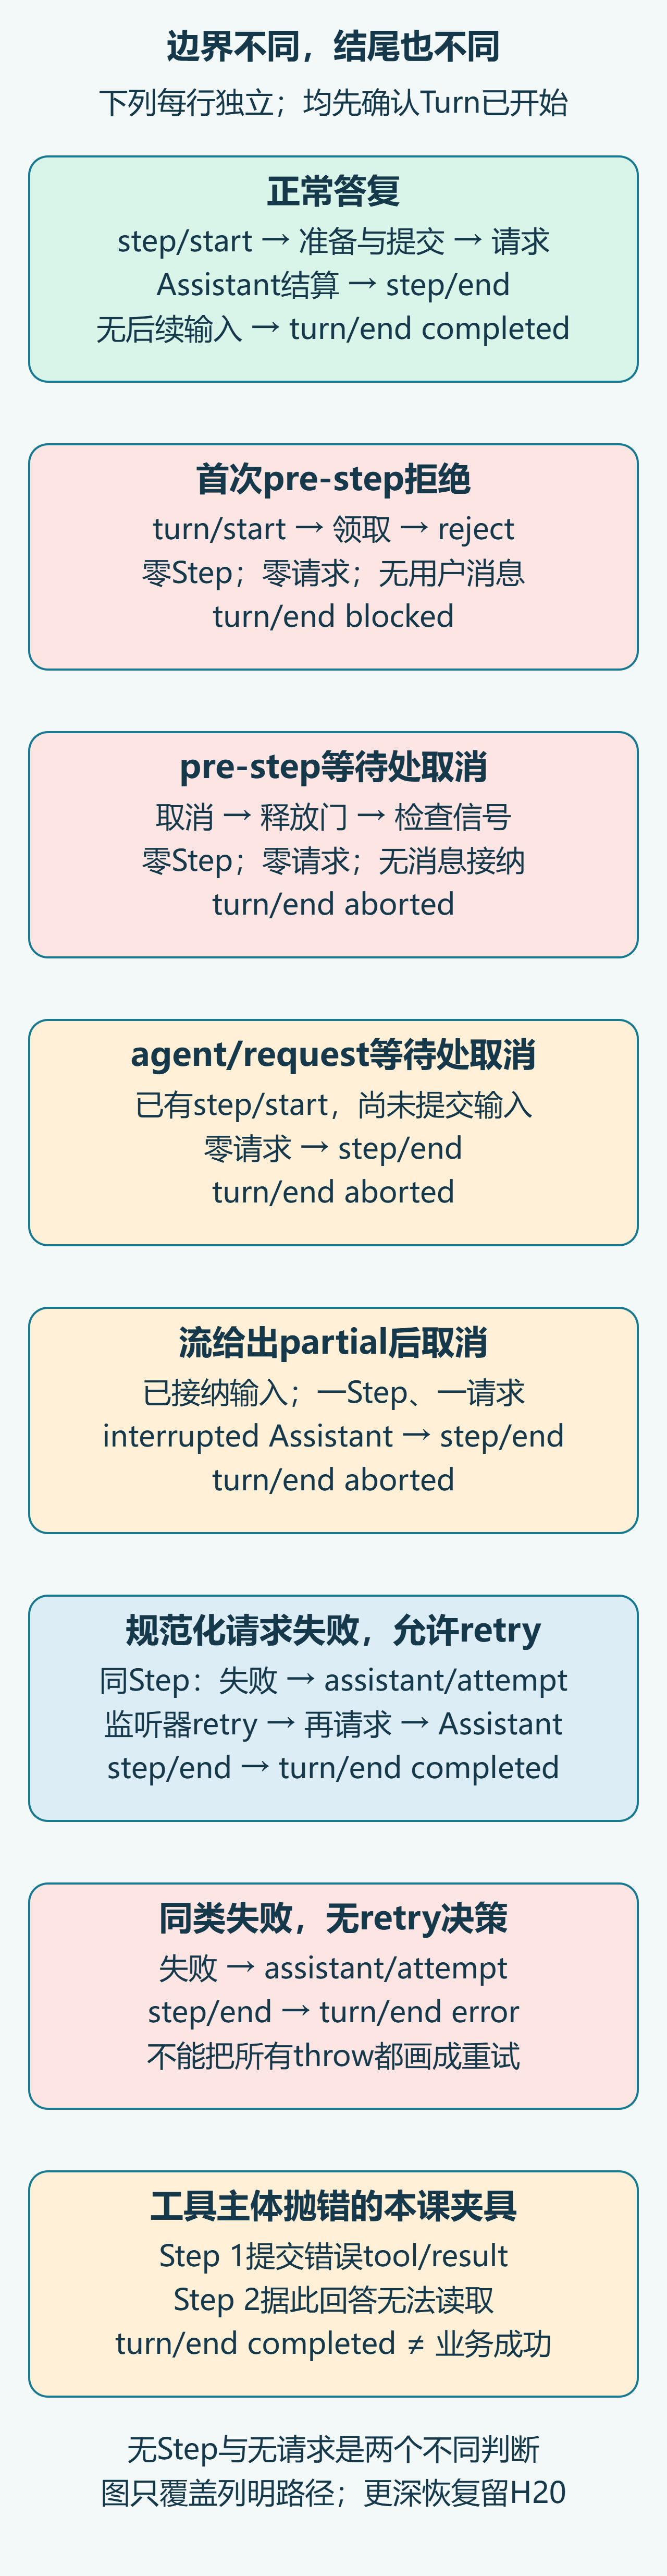 边界不同，结尾也不同
下列每行独立；均先确认Turn已开始
正常答复
step/start → 准备与提交 → 请求
Assistant结算 → step/end
无后续输入 → turn/end completed
首次pre-step拒绝
turn/start → 领取 → reject
零Step；零请求；无用户消息
turn/end blocked
pre-step等待处取消
取消 → 释放门 → 检查信号
零Step；零请求；无消息接纳
turn/end aborted
agent/request等待处取消
已有step/start，尚未提交输入
零请求 → step/end
turn/end aborted
流给出partial后取消
已接纳输入；一Step、一请求
interrupted Assistant → step/end
turn/end aborted
规范化请求失败，允许retry
同Step：失败 → assistant/attempt
监听器retry → 再请求 → Assistant
step/end → turn/end completed
同类失败，无retry决策
失败 → assistant/attempt
step/end → turn/end error
不能把所有throw都画成重试
工具主体抛错的本课夹具
Step 1提交错误tool/result
Step 2据此回答无法读取
turn/end completed ≠ 业务成功
无Step与无请求是两个不同判断
图只覆盖列明路径；更深恢复留H20